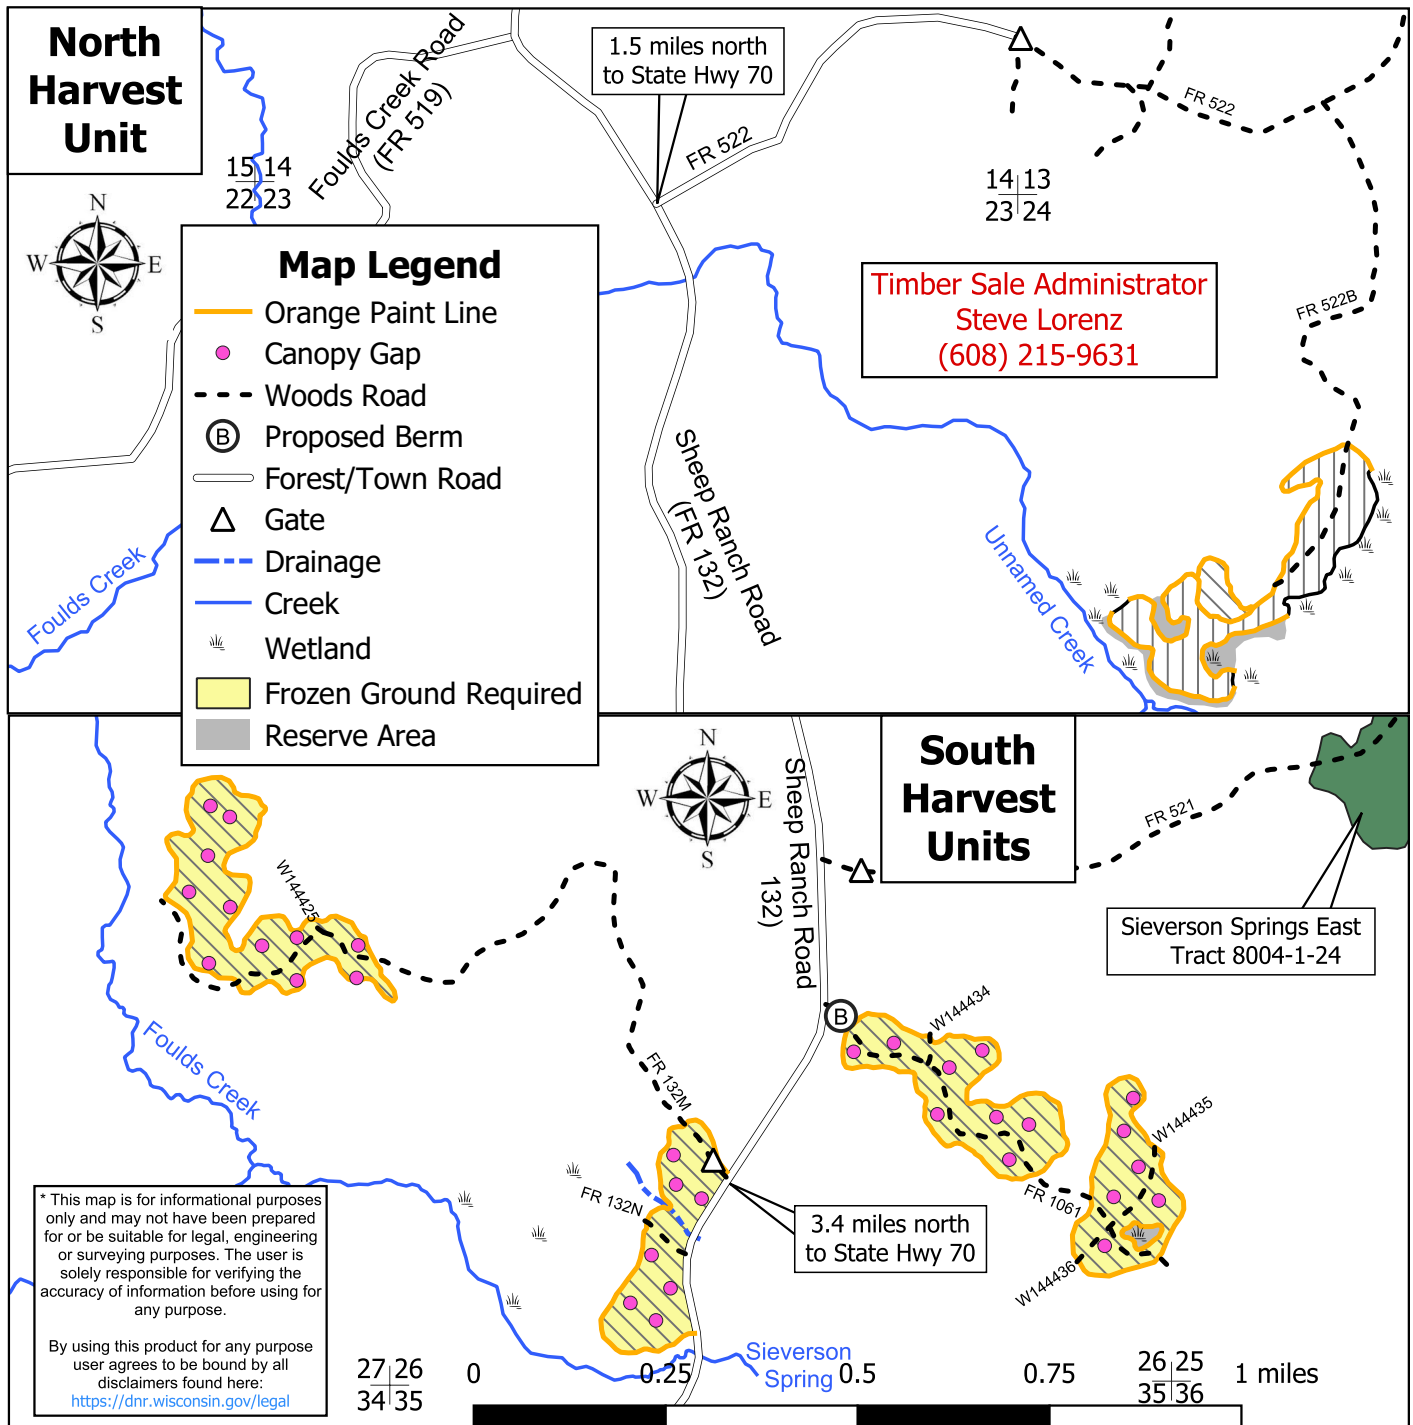 North
Harvest
Unit
1.5 miles north
to State Hwy 70
Foulds Creek Road
(FR 519)
FR 522
FR 522
15 14
22 23
14 13
23 24
N
W E
S
Map Legend
Orange Paint Line
Canopy Gap
Woods Road
B Proposed Berm
Forest/Town Road
Gate
Drainage
Creek
Wetland
Frozen Ground Required
Reserve Area
Timber Sale Administrator
Steve Lorenz
(608) 215-9631
FR 522B
Sheep Ranch Road
(FR 132)
Unnamed Creek
Foulds Creek
South
Harvest
Units
N
W E
S
Sheep Ranch Road
132)
FR 521
Sieverson Springs East
Tract 8004-1-24
W144425
Foulds Creek
B
W144434
FR 132M
W144435
FR 132N
FR 1061
W144436
3.4 miles north
to State Hwy 70
* This map is for informational purposes
only and may not have been prepared
for or be suitable for legal, engineering
or surveying purposes. The user is
solely responsible for verifying the
accuracy of information before using for
any purpose.
By using this product for any purpose
user agrees to be bound by all
disclaimers found here:
https://dnr.wisconsin.gov/legal
Sieverson
Spring
27 26
34 35
26 25
35 36
0 0.25 0.5 0.75 1 miles